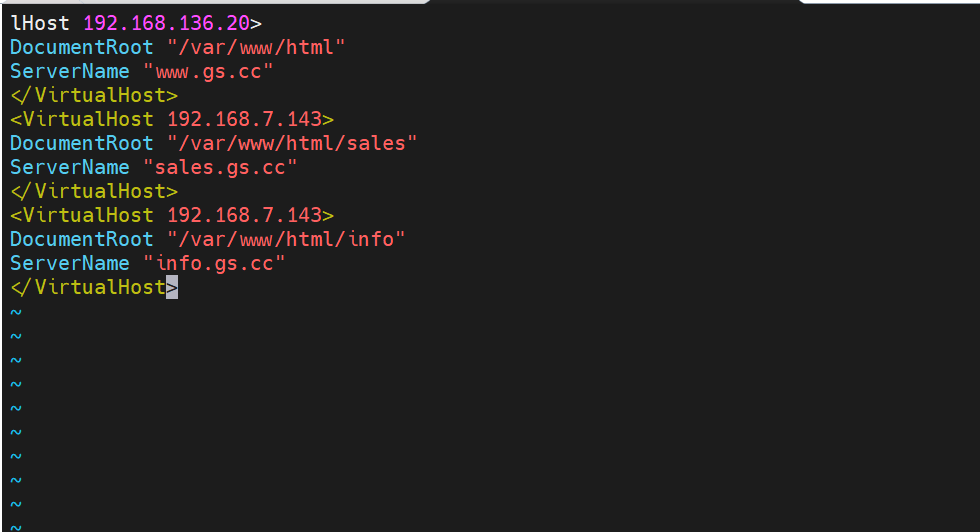 lHost 192.168.136.20>
DocumentRoot "/var/www/html"
ServerName "www.gs.cc"
</VirtualHost>
<VirtualHost 192.168.7.143>
DocumentRoot "/var/www/html/sales"
ServerName "sales.gs.cc"
</VirtualHost>
<VirtualHost 192.168.7.143>
DocumentRoot "/var/www/html/info"
ServerName "info.gs.cc"
</VirtualHost>
~
~
~
~
~
~
~
~
~
~